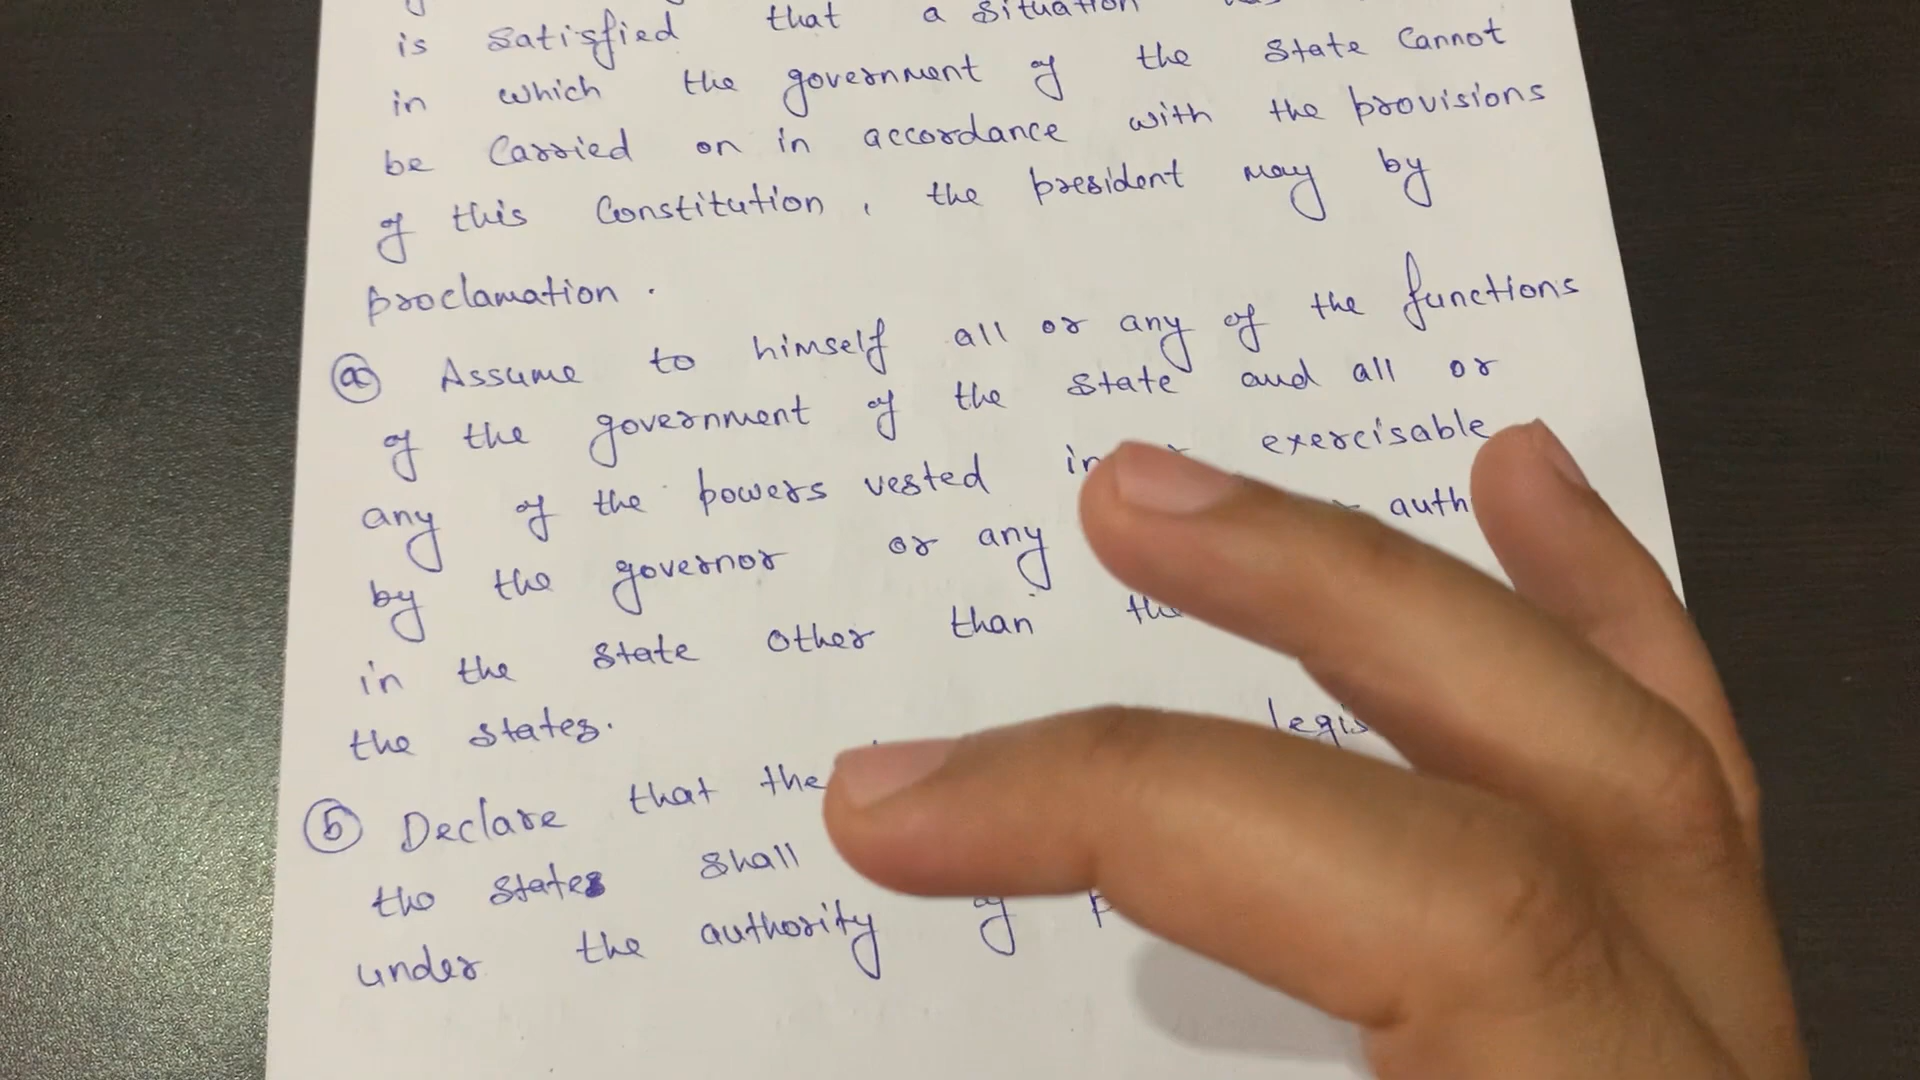 is satisfied that a situation
in which the government of the state cannot
be carried on in accordance with the provisions
of this Constitution, the president may by
proclamation.
(a) Assume to himself all or any of the functions
of the government of the state and all or
any of the powers vested in exercisable
by the governor or any
in the state other than
the states.
(b) Declare that the
the states shall
under the authority of